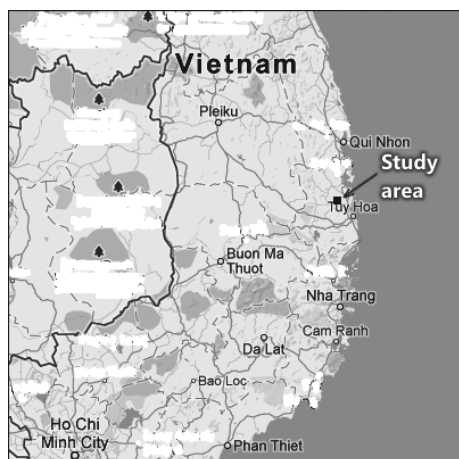 Vietnam
Pleiku
Qui Nhon
Study
area
Tuy Hoa
Buon Ma
Thuot
Nha Trang
Cam Ranh
Da Lat
Bao Loc
Ho Chi
Minh City
Phan Thiet